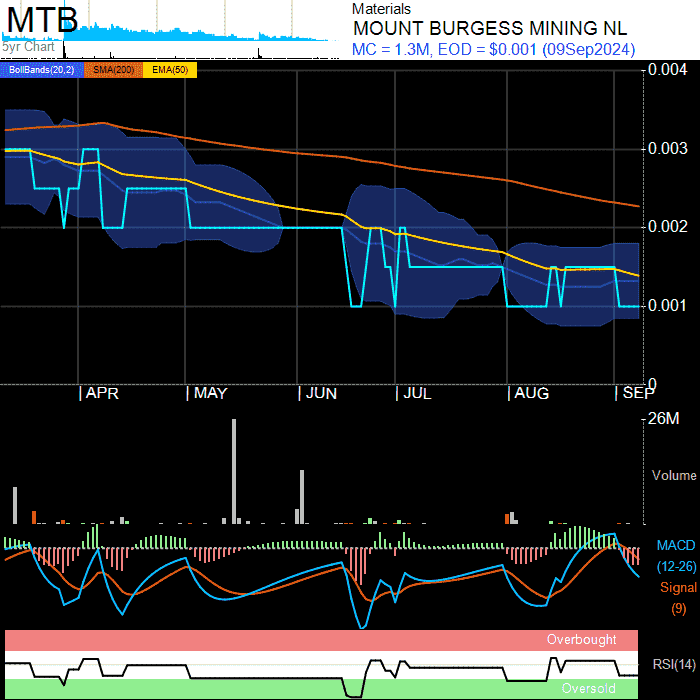 MTB
5yr Chart
Materials
MOUNT BURGESS MINING NL
MC = 1.3M, EOD = $0.001 (09Sep2024)
BollBands(20,2) SMA(200) EMA(50)
0.004
0.003
0.002
0.001
0
APR MAY JUN JUL AUG SEP
26M
Volume
MACD
(12-26)
Signal
(9)
Overbought
RSI(14)
Oversold